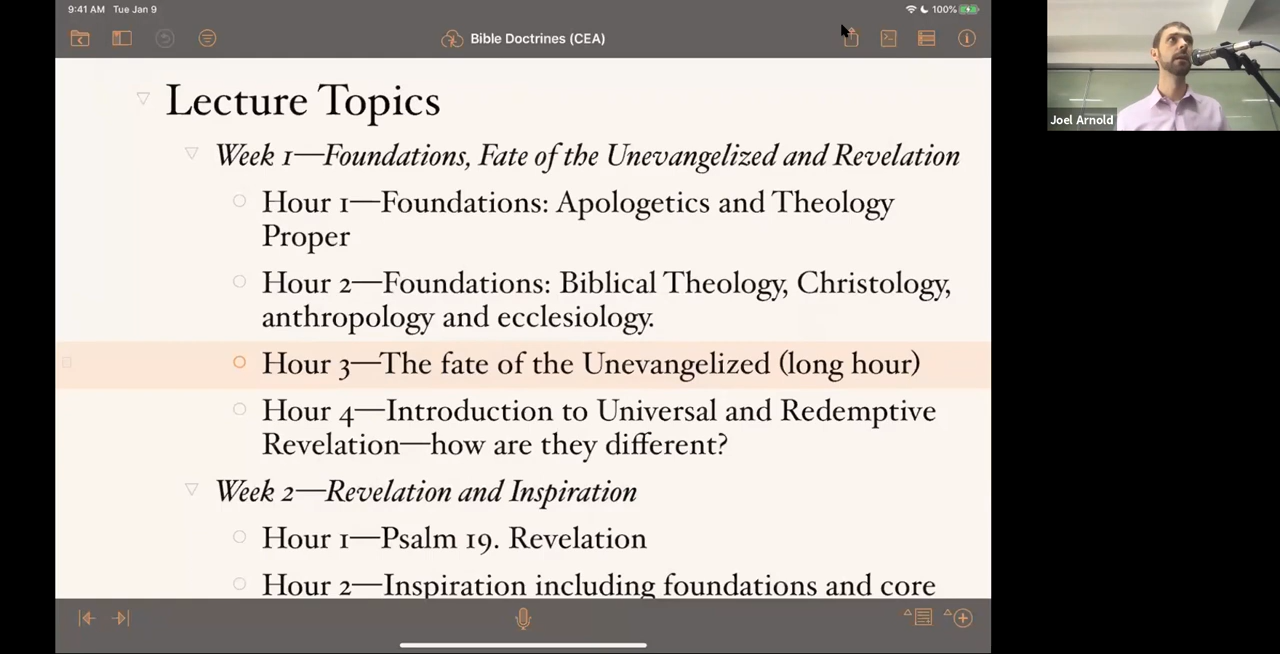 9:41 AM Tue Jan 9
100%
Bible Doctrines (CEA)
Joel Arnold
Lecture Topics
Week 1—Foundations, Fate of the Unevangelized and Revelation
Hour 1—Foundations: Apologetics and Theology
Proper
Hour 2—Foundations: Biblical Theology, Christology,
anthropology and ecclesiology.
Hour 3—The fate of the Unevangelized (long hour)
Hour 4—Introduction to Universal and Redemptive
Revelation—how are they different?
Week 2—Revelation and Inspiration
Hour 1—Psalm 19. Revelation
Hour 2—Inspiration including foundations and core